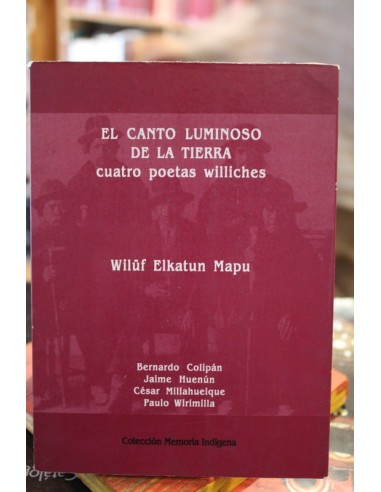 EL CANTO LUMINOSO
DE LA TIERRA
cuatro poetas williches
Wilüf Elkatun Mapu
Bernardo Colipán
Jaime Huenún
César Millahueique
Paulo Wirimilla
Colección Memoria Indígena